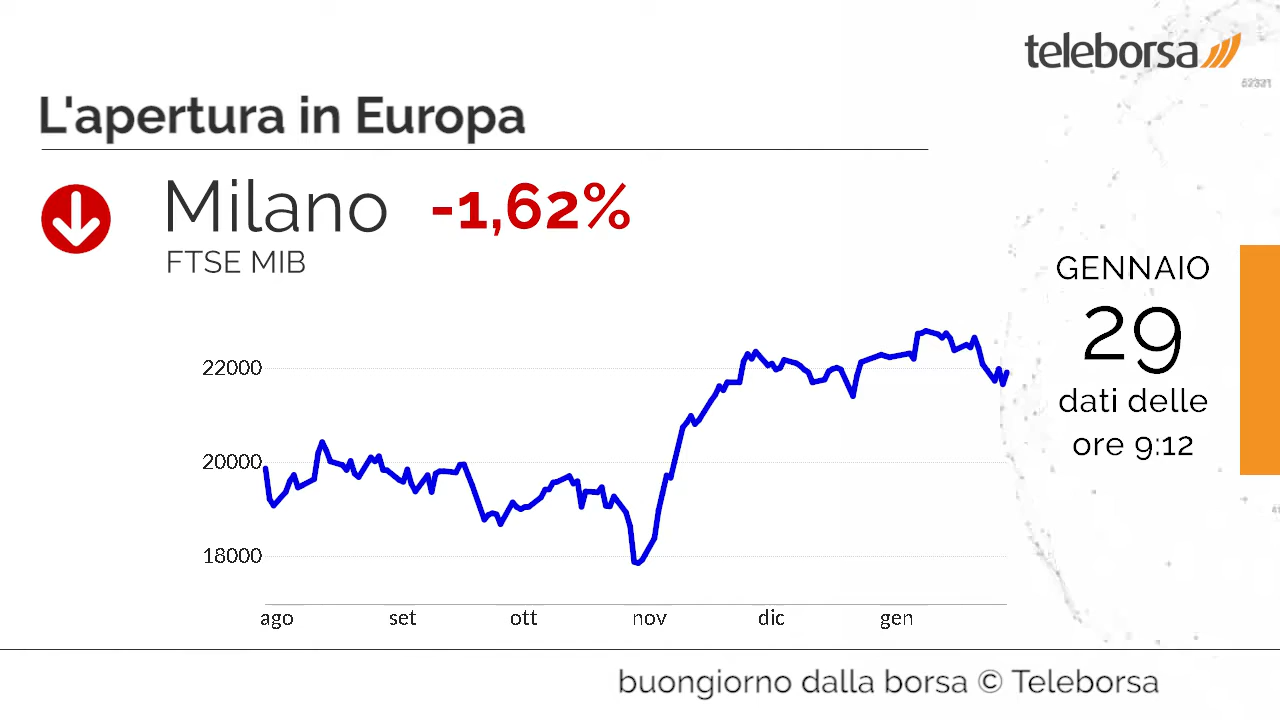 teleborsa
52321
L'apertura in Europa
Milano -1,62%
FTSE MIB
GENNAIO
29
dati delle
ore 9:12
22000
20000
18000
ago set ott nov dic gen
buongiorno dalla borsa © Teleborsa